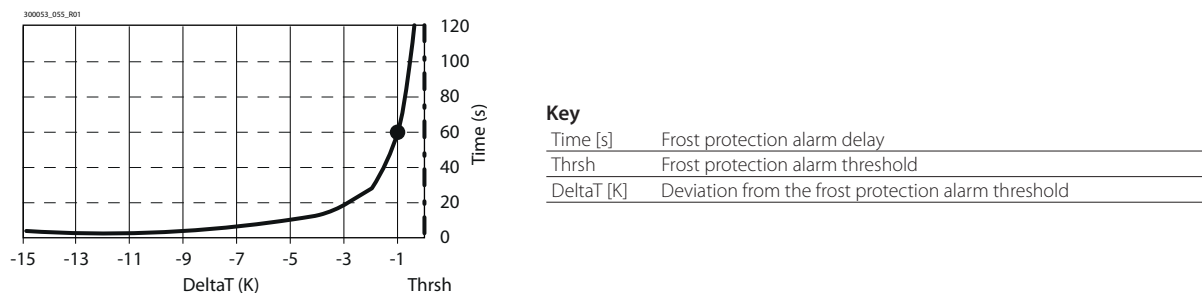 300053_055_R01
120
100
80
60
40
20
0
Time (s)
-15 -13 -11 -9 -7 -5 -3 -1
DeltaT (K) Thrsh
Key
Time [s] Frost protection alarm delay
Thrsh Frost protection alarm threshold
DeltaT [K] Deviation from the frost protection alarm threshold